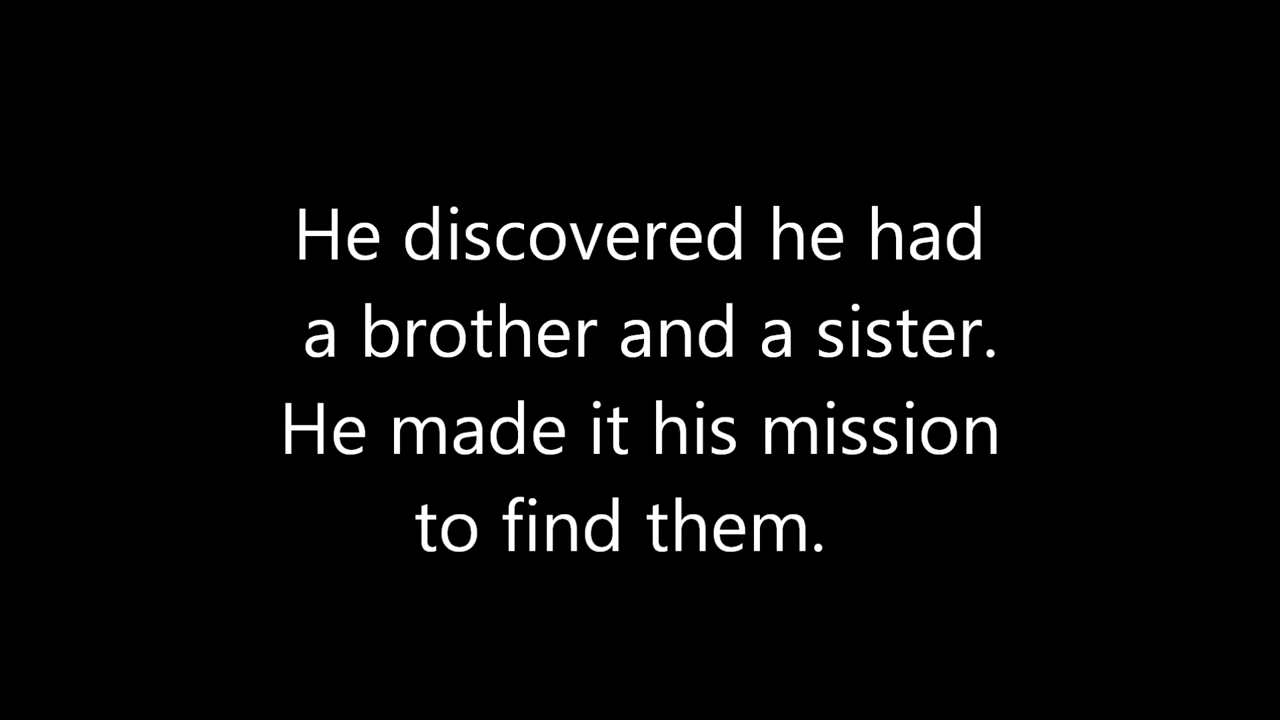 He discovered he had
a brother and a sister.
He made it his mission
to find them.